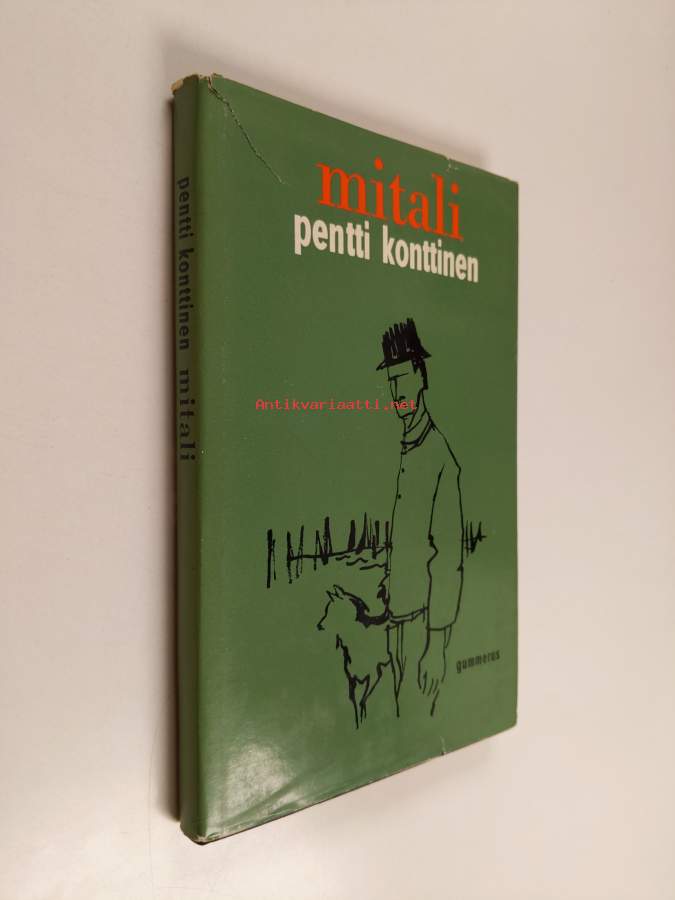 mitali
pentti konttinen
gummerus
pentti konttinen mitali
Antikvariaatti.net